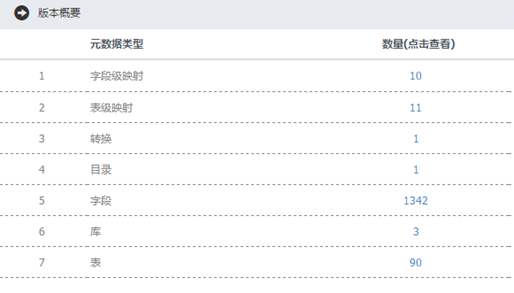 版本概要
元数据类型 数量(点击查看)
1 字段级映射 10
2 表级映射 11
3 转换 1
4 目录 1
5 字段 1342
6 库 3
7 表 90